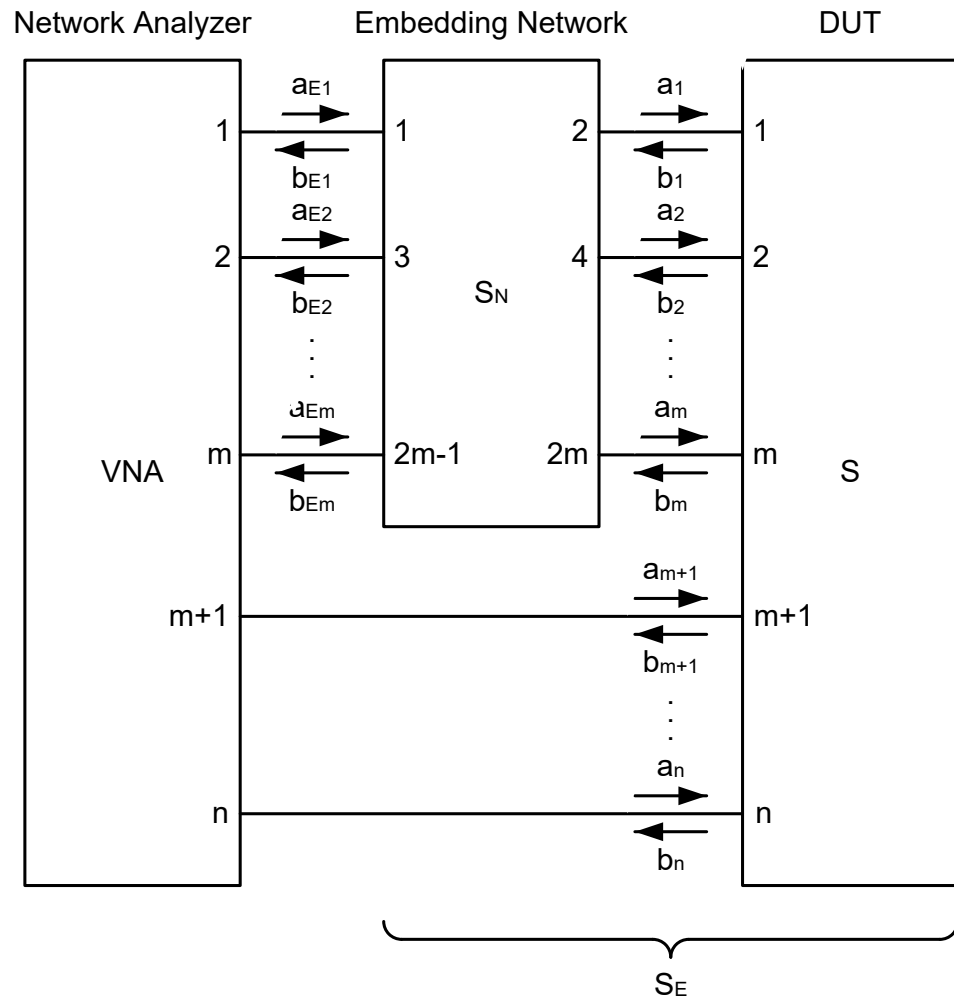 Network Analyzer Embedding Network DUT
aE1 a1
1 1 2 1
bE1 b1
aE2 a2
2 3 4 2
bE2 b2
SN
aEm am
m 2m-1 2m m
bEm bm
VNA S
am+1
m+1 m+1
bm+1
an
n n
bn
SE